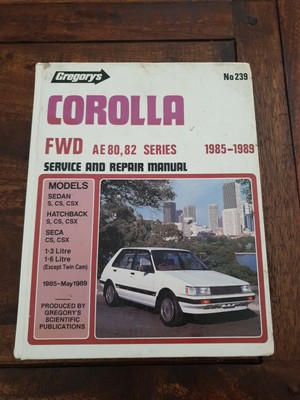 Gregory's
No 239
COROLLA
FWD AE 80, 82 SERIES 1985-1989
SERVICE AND REPAIR MANUAL
MODELS
SEDAN
S, CS, CSX
HATCHBACK
S, CS, CSX
SECA
CS, CSX
1·3 Litre
1·6 Litre
(Except Twin Cam)
1985-May1989
PRODUCED BY
GREGORY'S
SCIENTIFIC
PUBLICATIONS